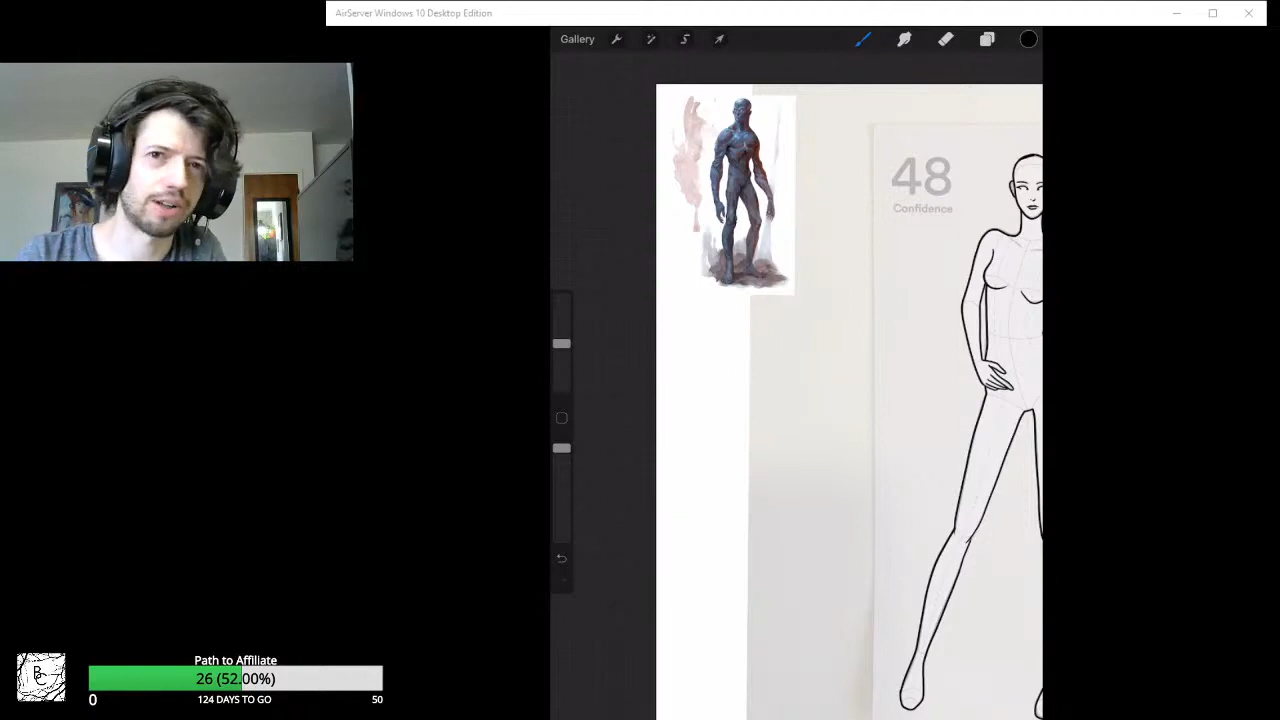 AirServer Windows 10 Desktop Edition
Gallery
48
Confidence
Path to Affiliate
26 (52.00%)
0
124 DAYS TO GO
50